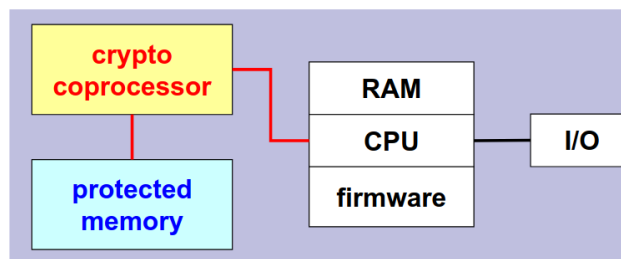 crypto
coprocessor
protected
memory
RAM
CPU
firmware
I/O